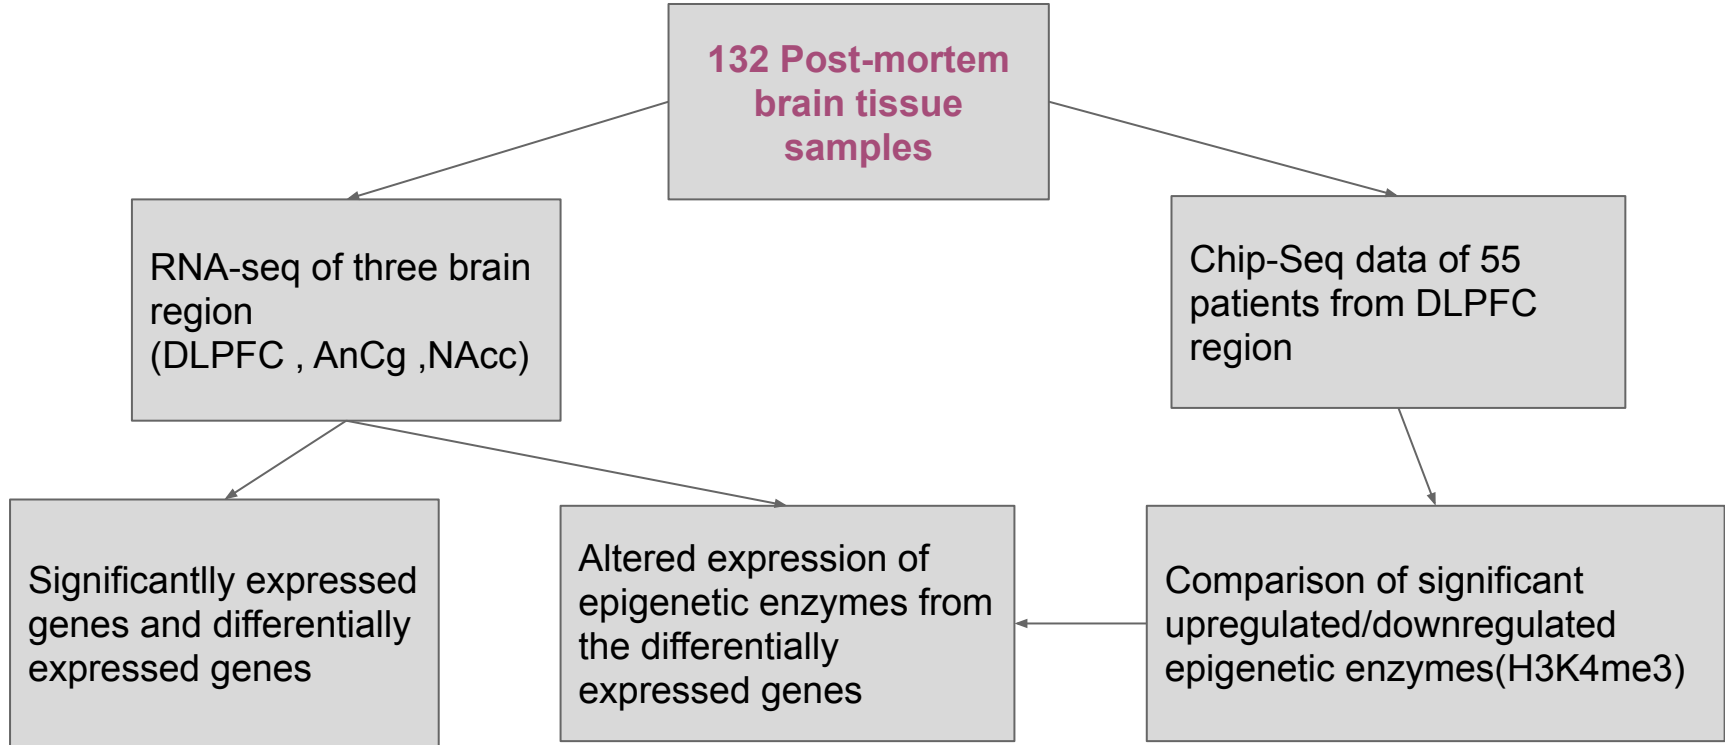 132 Post-mortem
brain tissue
samples
RNA-seq of three brain
region
(DLPFC , AnCg ,NAcc)
Chip-Seq data of 55
patients from DLPFC
region
Significantlly expressed
genes and differentially
expressed genes
Altered expression of
epigenetic enzymes from
the differentially
expressed genes
Comparison of significant
upregulated/downregulated
epigenetic enzymes(H3K4me3)